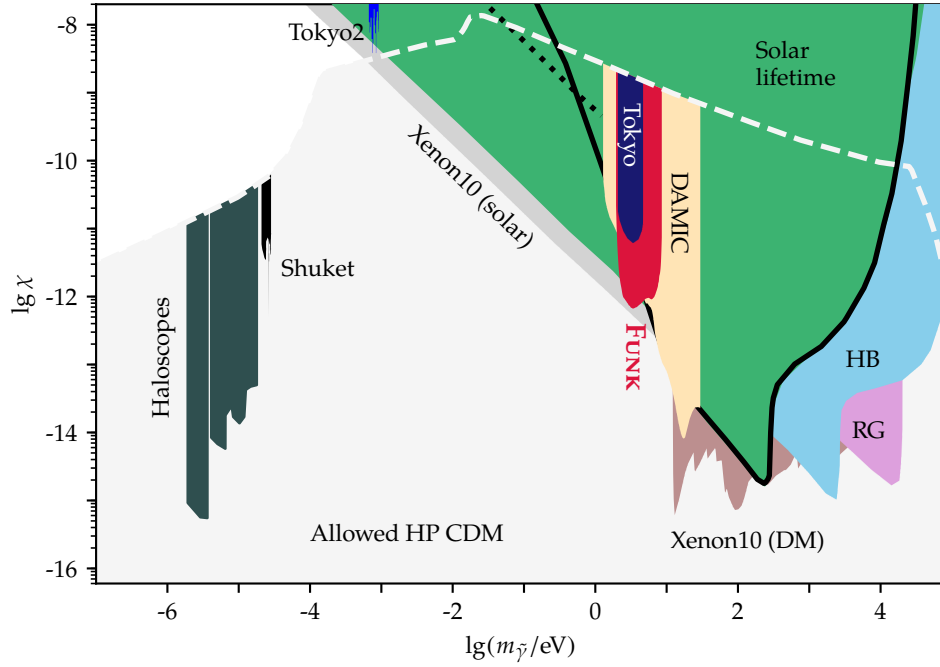 -8
-10
-12
-14
-16
lg χ
-6
-4
-2
0
2
4
lg(m_γ̃/eV)
Tokyo2
Solar
lifetime
Xenon10 (solar)
Tokyo
DAMIC
FUNK
Shuket
Haloscopes
HB
RG
Allowed HP CDM
Xenon10 (DM)